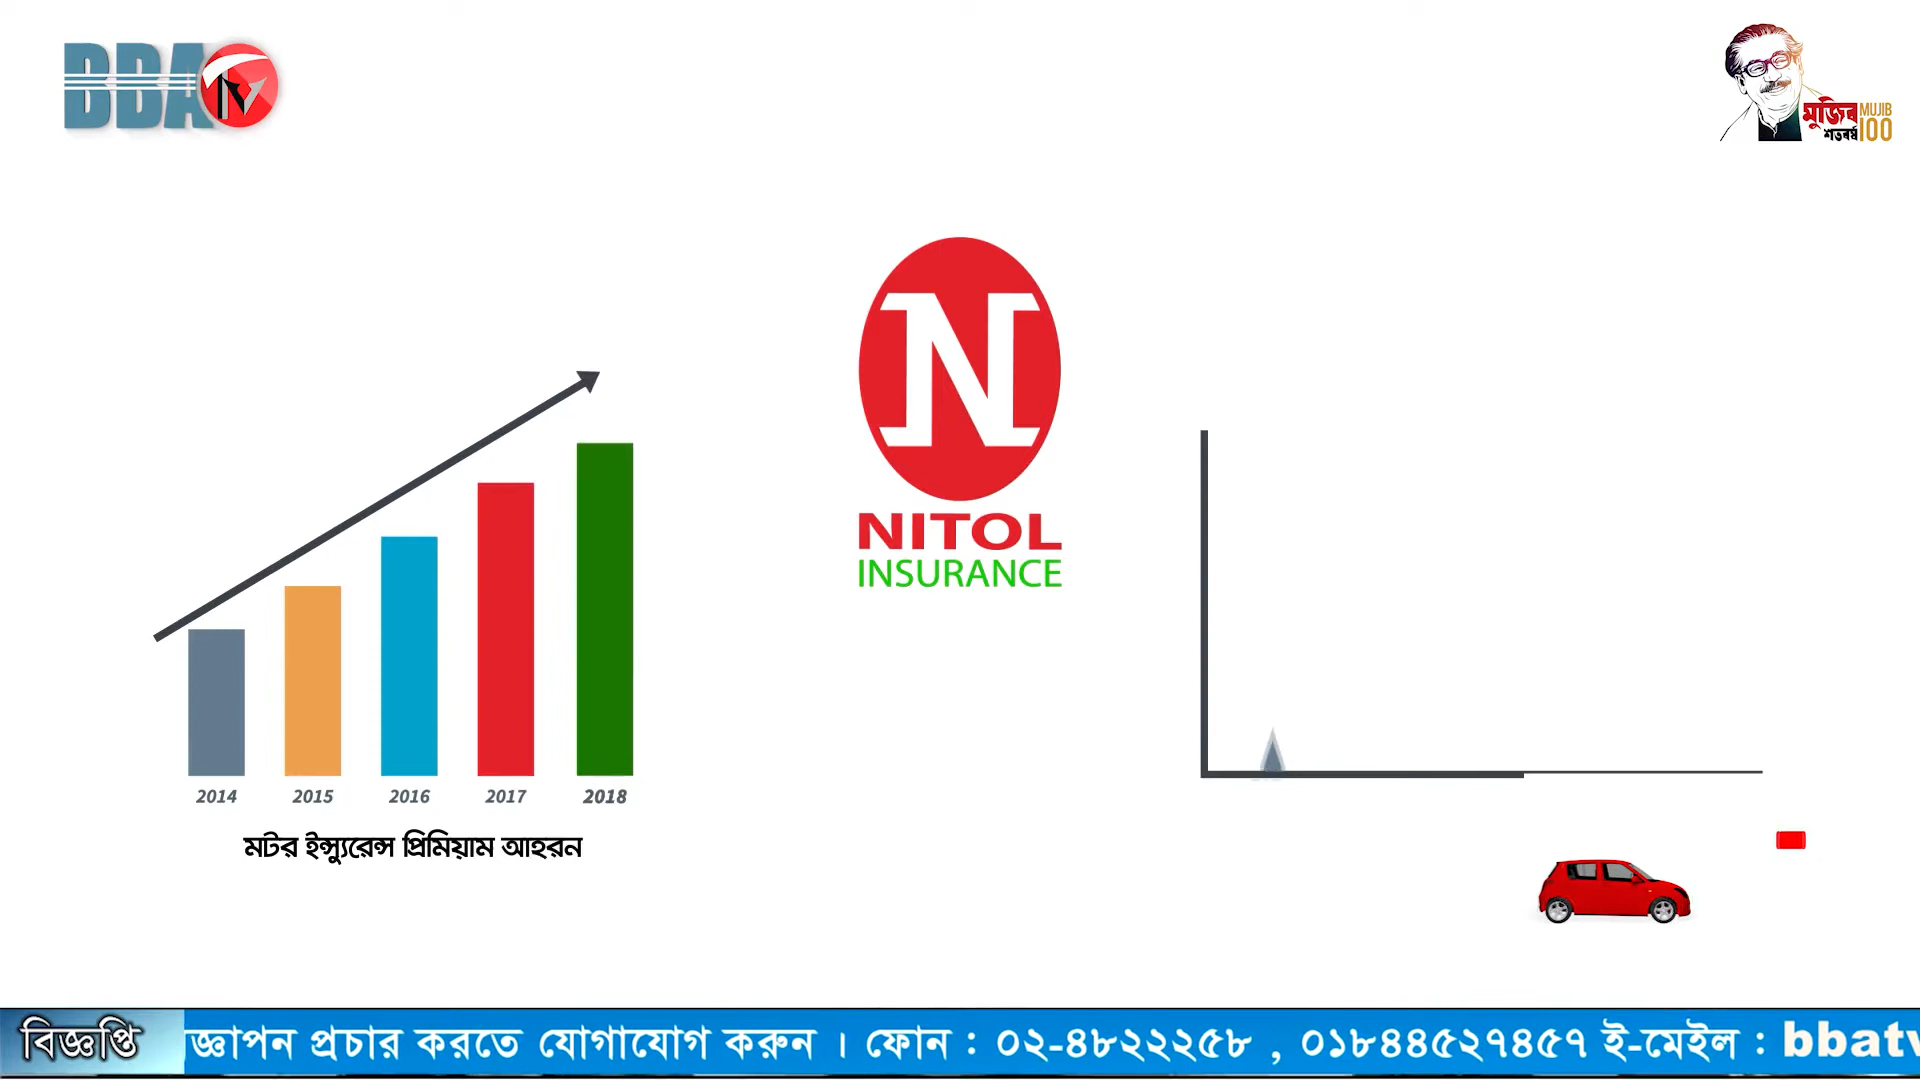 BBA TV
মুজিব
শতবর্ষ
MUJIB
100
N
NITOL
INSURANCE
2014 2015 2016 2017 2018
মটর ইন্স্যুরেন্স প্রিমিয়াম আহরন
বিজ্ঞপ্তি
জ্ঞাপন প্রচার করতে যোগাযোগ করুন । ফোন : ০২-৪৮২২২৫৮ , ০১৮৪৪৫২৭৪৫৭ ই-মেইল : bbatv